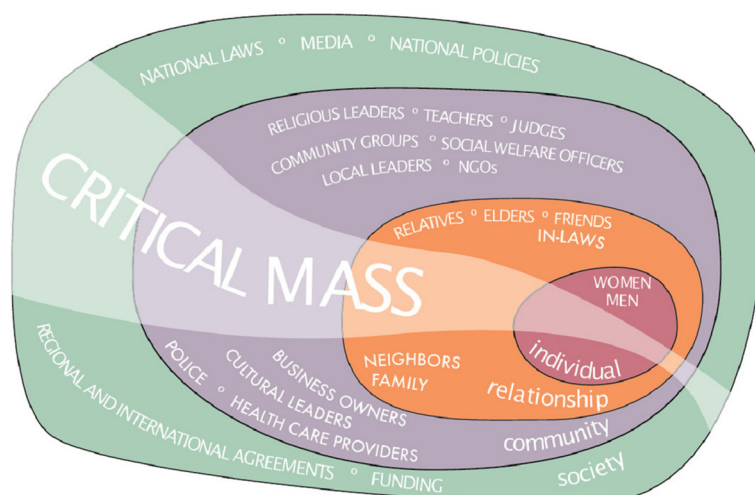 NATIONAL LAWS ° MEDIA ° NATIONAL POLICIES
RELIGIOUS LEADERS ° TEACHERS ° JUDGES
COMMUNITY GROUPS ° SOCIAL WELFARE OFFICERS
LOCAL LEADERS ° NGOs
CRITICAL MASS
RELATIVES ° ELDERS ° FRIENDS
IN-LAWS
WOMEN
MEN
individual
NEIGHBORS
FAMILY
relationship
BUSINESS OWNERS
CULTURAL LEADERS
POLICE ° HEALTH CARE PROVIDERS
community
REGIONAL AND INTERNATIONAL AGREEMENTS ° FUNDING
society